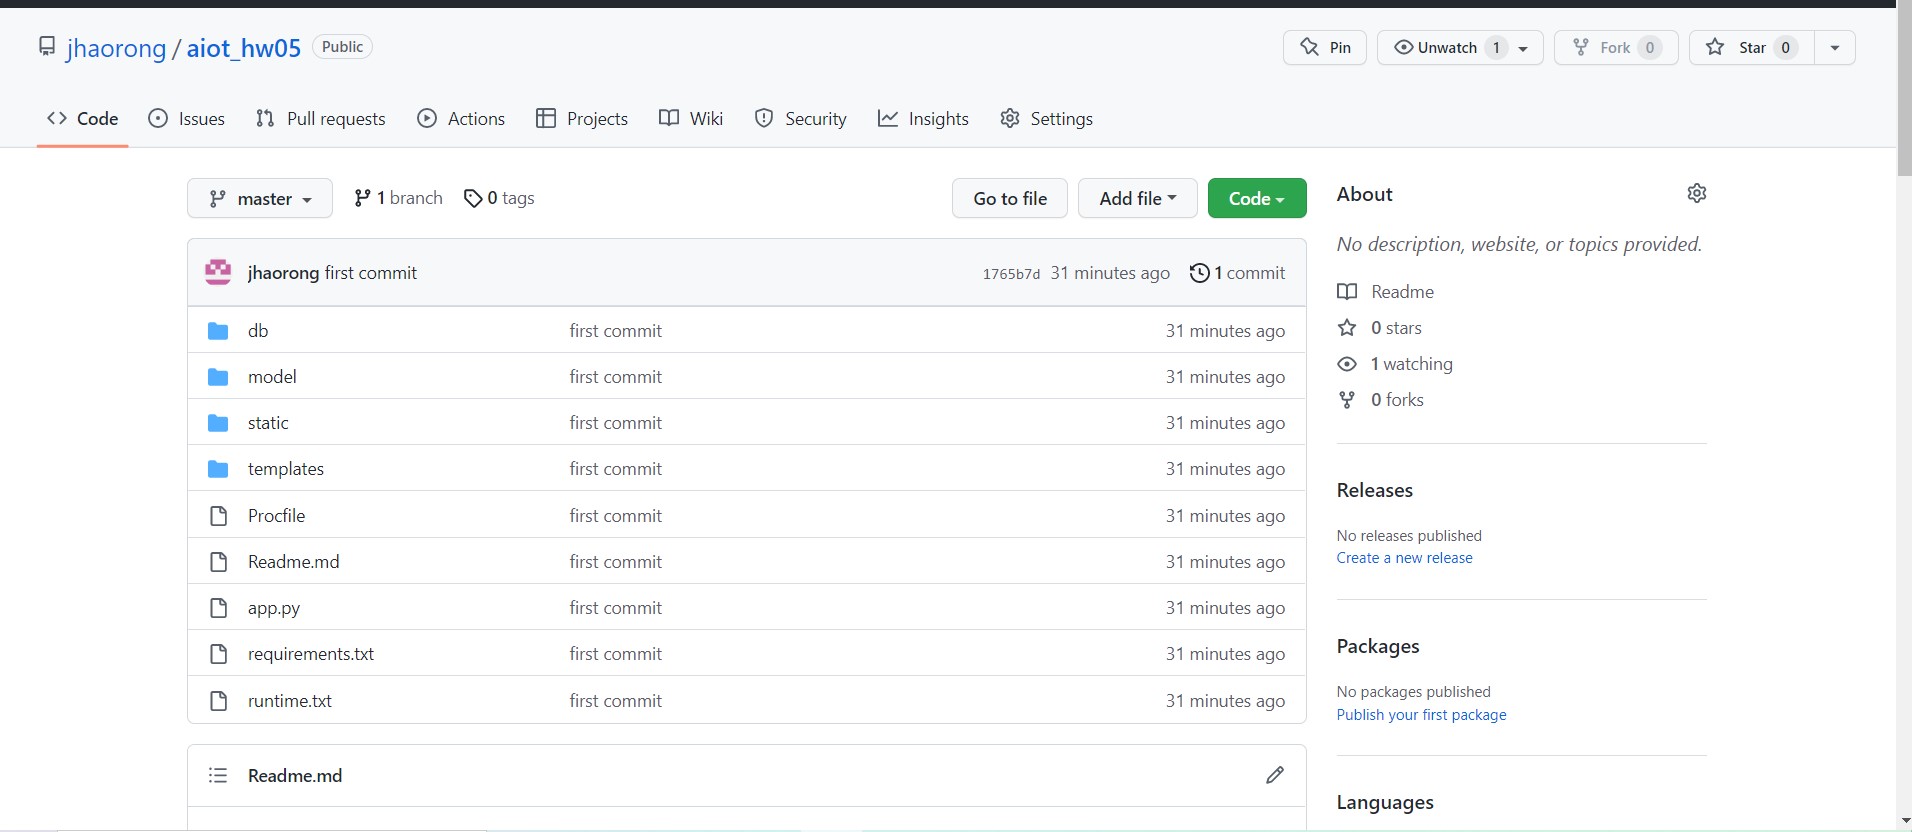 jhaorong / aiot_hw05 Public
Pin Unwatch 1 Fork 0 Star 0
Code Issues Pull requests Actions Projects Wiki Security Insights Settings
master 1 branch 0 tags Go to file Add file Code
jhaorong first commit 1765b7d 31 minutes ago 1 commit
db first commit 31 minutes ago
model first commit 31 minutes ago
static first commit 31 minutes ago
templates first commit 31 minutes ago
Procfile first commit 31 minutes ago
Readme.md first commit 31 minutes ago
app.py first commit 31 minutes ago
requirements.txt first commit 31 minutes ago
runtime.txt first commit 31 minutes ago
Readme.md
About
No description, website, or topics provided.
Readme
0 stars
1 watching
0 forks
Releases
No releases published
Create a new release
Packages
No packages published
Publish your first package
Languages